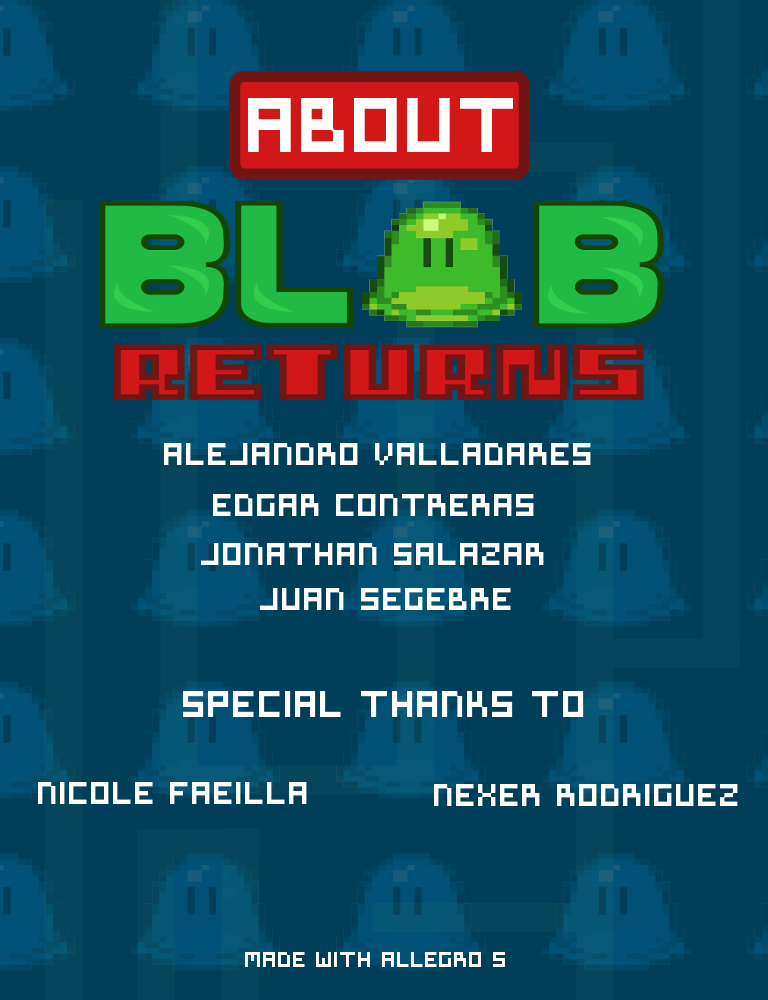 ABOUT
BLOB
RETURNS
ALEJANDRO VALLADARES
EDGAR CONTRERAS
JONATHAN SALAZAR
JUAN SEGEBRE
SPECIAL THANKS TO
NICOLE FAEILLA
NEXER RODRIGUEZ
MADE WITH ALLEGRO 5